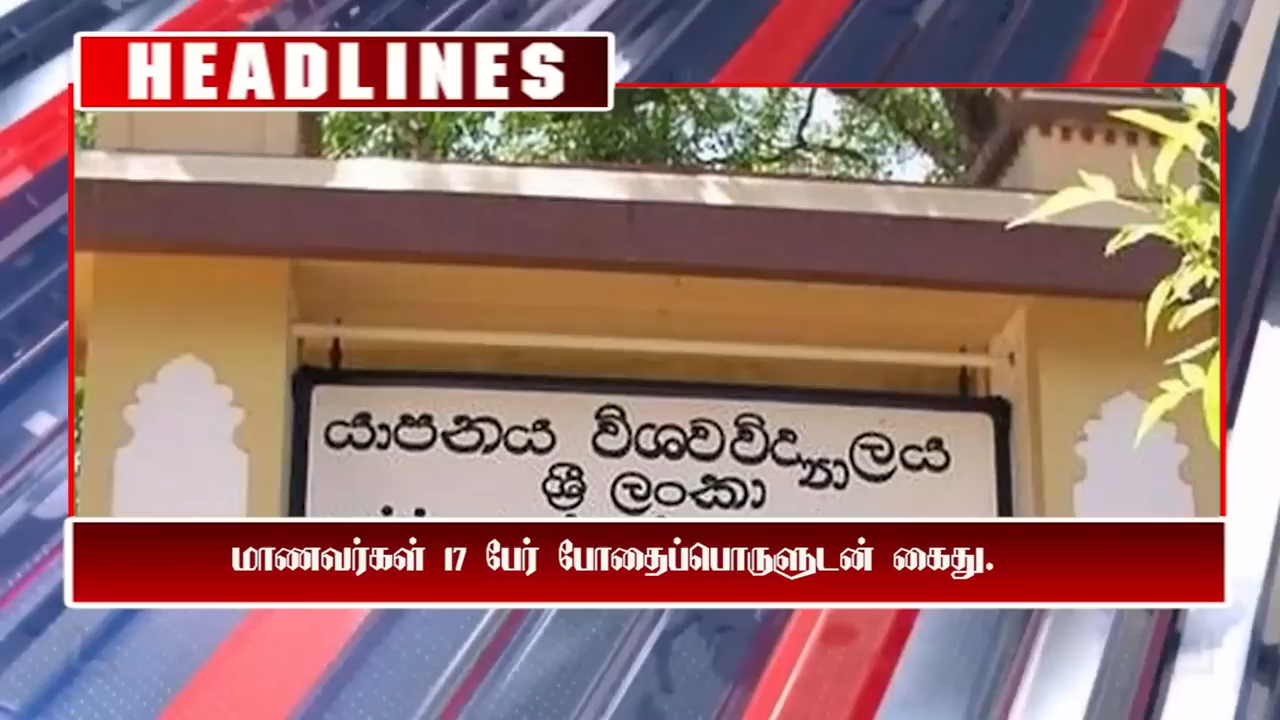 HEADLINES
යාපනය විශ්වවිද්‍යාලය
ශ්‍රී ලංකා
மாணவர்கள் 17 பேர் போதைப்பொருளுடன் கைது.